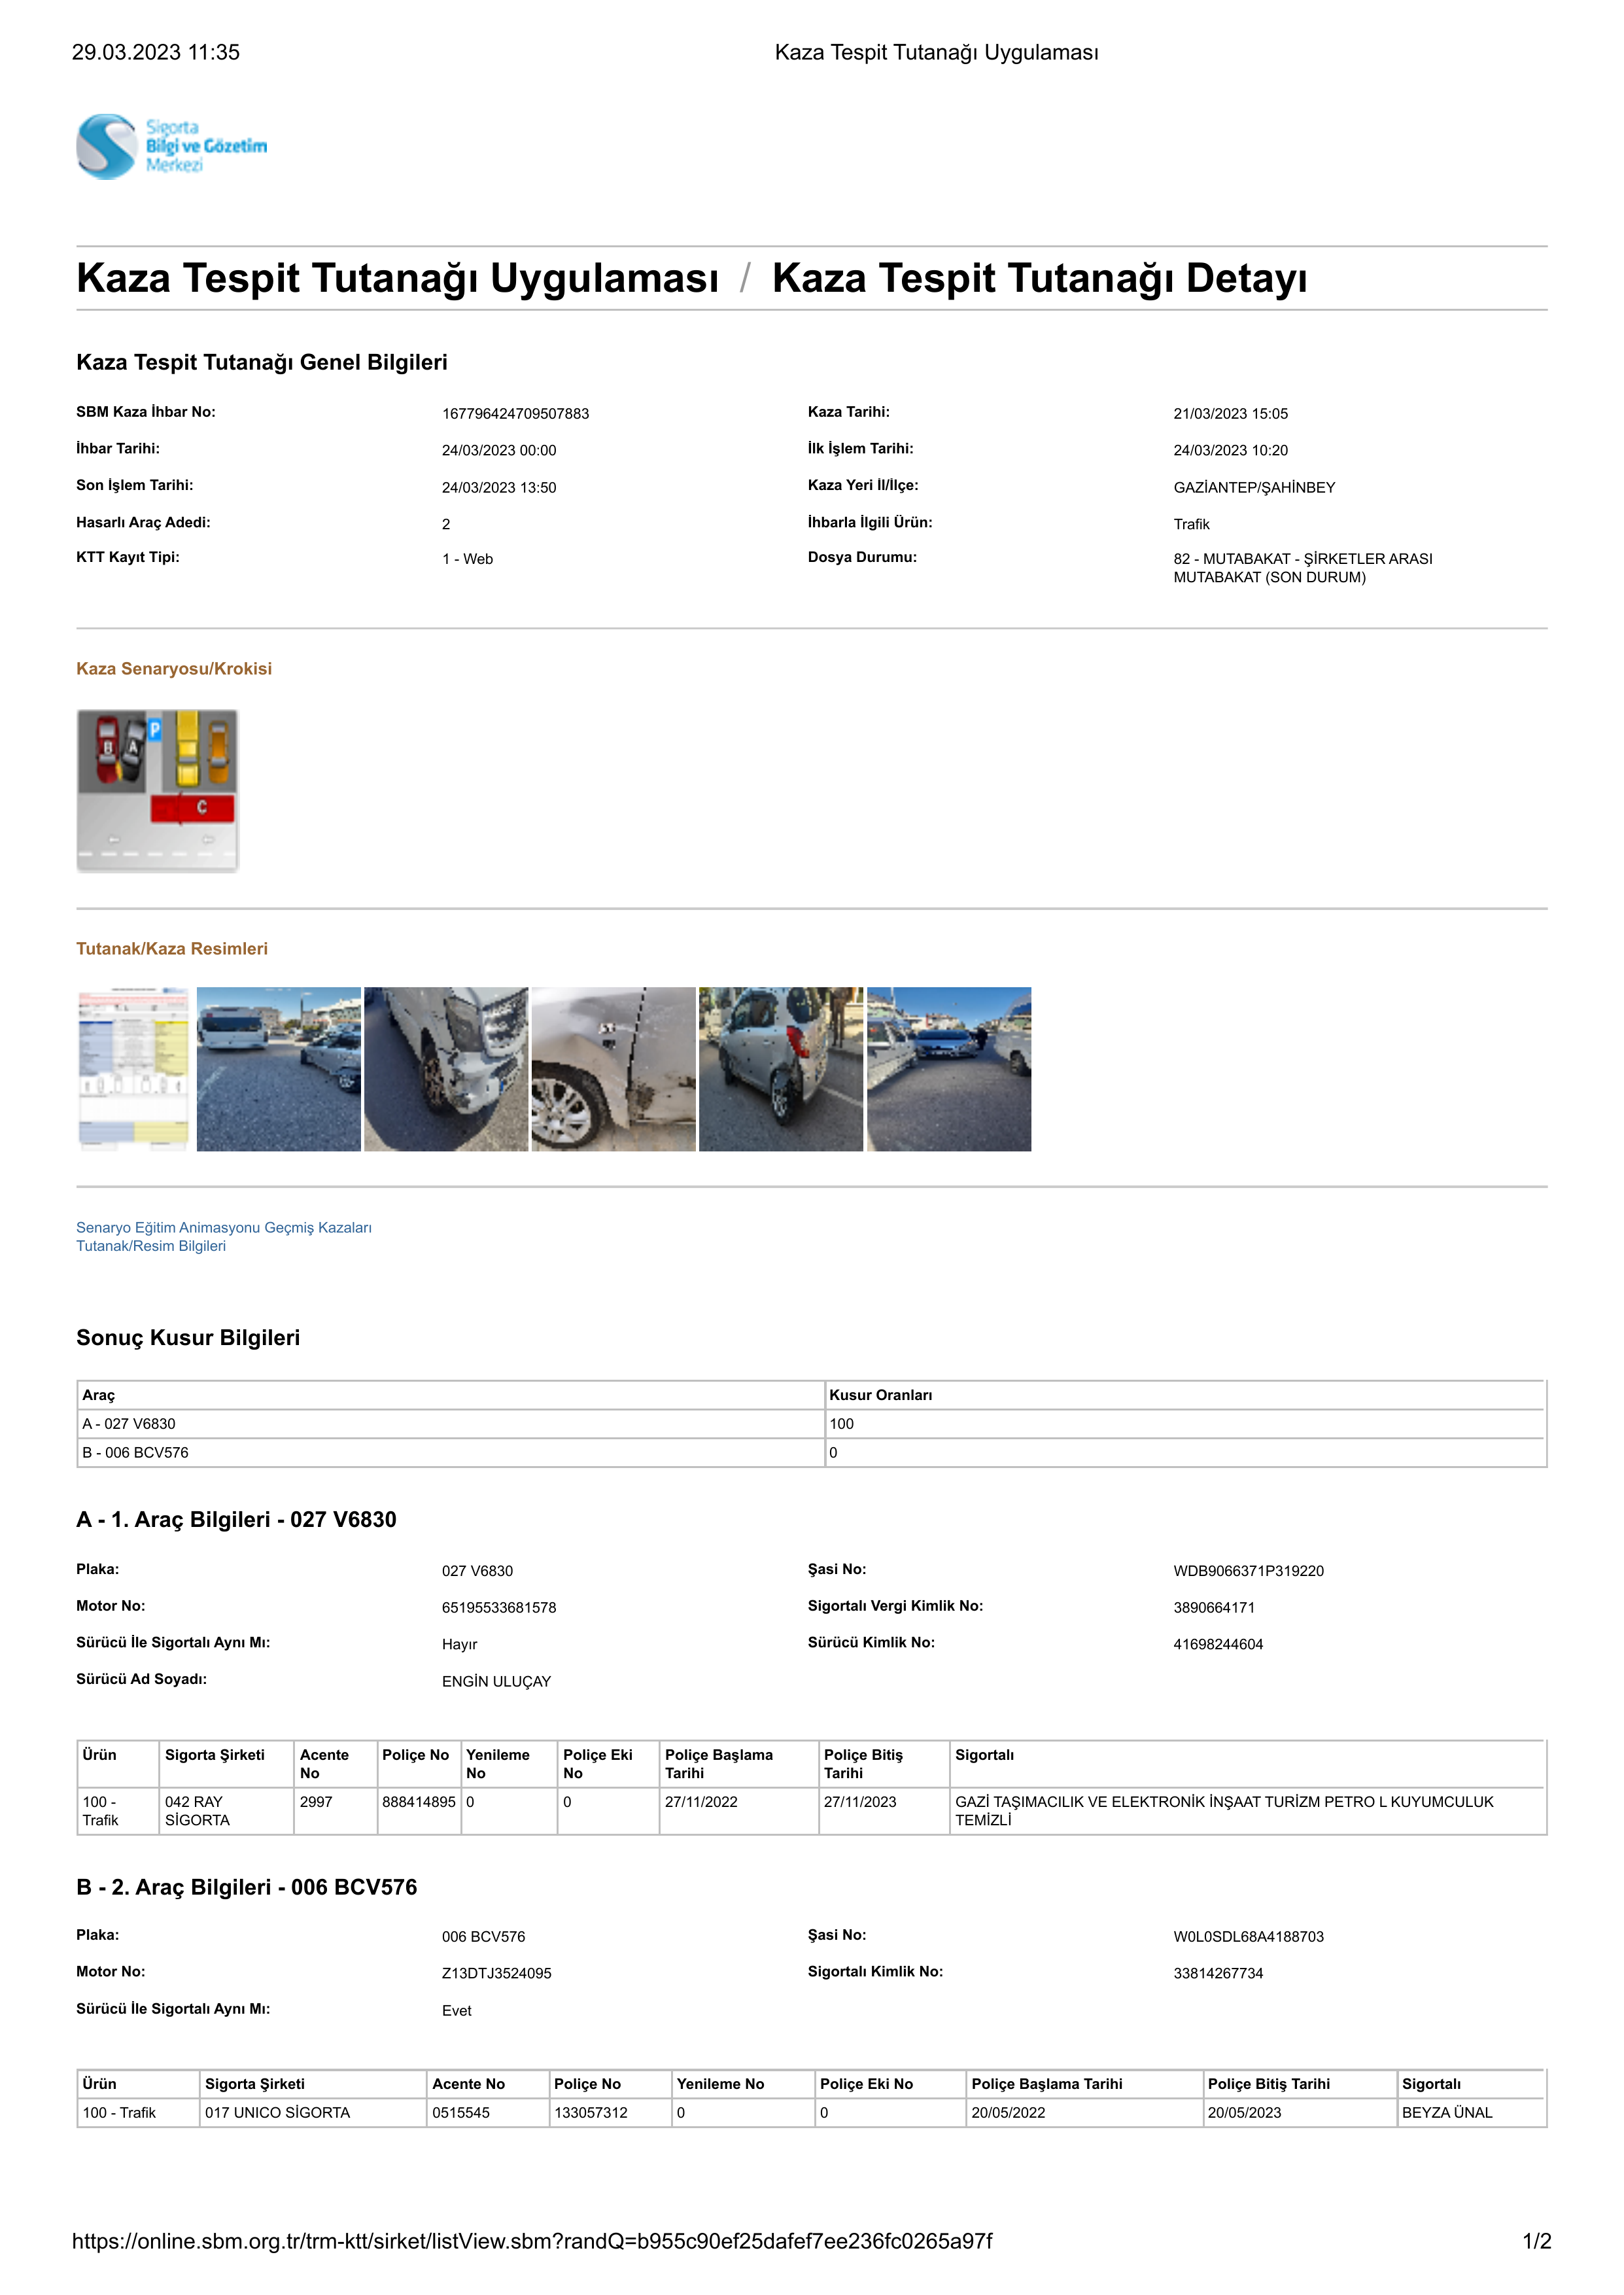 29.03.2023 11:35 Kaza Tespit Tutanağı Uygulaması
Sigorta
Bilgi ve Gözetim
Merkezi
Kaza Tespit Tutanağı Uygulaması / Kaza Tespit Tutanağı Detayı
Kaza Tespit Tutanağı Genel Bilgileri
SBM Kaza İhbar No: 167796424709507883 Kaza Tarihi: 21/03/2023 15:05
İhbar Tarihi: 24/03/2023 00:00 İlk İşlem Tarihi: 24/03/2023 10:20
Son İşlem Tarihi: 24/03/2023 13:50 Kaza Yeri İl/İlçe: GAZİANTEP/ŞAHİNBEY
Hasarlı Araç Adedi: 2 İhbarla İlgili Ürün: Trafik
KTT Kayıt Tipi: 1 - Web Dosya Durumu: 82 - MUTABAKAT - ŞİRKETLER ARASI
MUTABAKAT (SON DURUM)
Kaza Senaryosu/Krokisi
B A P
C
Tutanak/Kaza Resimleri
Senaryo Eğitim Animasyonu Geçmiş Kazaları
Tutanak/Resim Bilgileri
Sonuç Kusur Bilgileri
Araç Kusur Oranları
A - 027 V6830 100
B - 006 BCV576 0
A - 1. Araç Bilgileri - 027 V6830
Plaka: 027 V6830 Şasi No: WDB9066371P319220
Motor No: 65195533681578 Sigortalı Vergi Kimlik No: 3890664171
Sürücü İle Sigortalı Aynı Mı: Hayır Sürücü Kimlik No: 41698244604
Sürücü Ad Soyadı: ENGİN ULUÇAY
Ürün Sigorta Şirketi Acente Poliçe No Yenileme Poliçe Eki Poliçe Başlama Poliçe Bitiş Sigortalı
No No No Tarihi Tarihi
100 - 042 RAY 2997 888414895 0 0 27/11/2022 27/11/2023 GAZİ TAŞIMACILIK VE ELEKTRONİK İNŞAAT TURİZM PETRO L KUYUMCULUK
Trafik SİGORTA TEMİZLİ
B - 2. Araç Bilgileri - 006 BCV576
Plaka: 006 BCV576 Şasi No: W0L0SDL68A4188703
Motor No: Z13DTJ3524095 Sigortalı Kimlik No: 33814267734
Sürücü İle Sigortalı Aynı Mı: Evet
Ürün Sigorta Şirketi Acente No Poliçe No Yenileme No Poliçe Eki No Poliçe Başlama Tarihi Poliçe Bitiş Tarihi Sigortalı
100 - Trafik 017 UNICO SİGORTA 0515545 133057312 0 0 20/05/2022 20/05/2023 BEYZA ÜNAL
https://online.sbm.org.tr/trm-ktt/sirket/listView.sbm?randQ=b955c90ef25dafef7ee236fc0265a97f 1/2